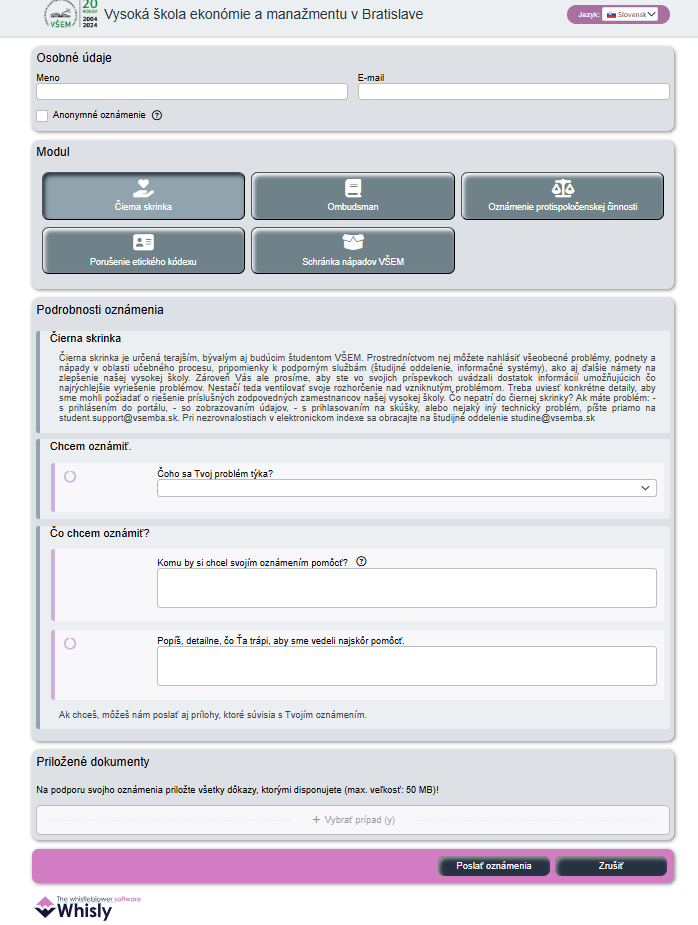 20
ROKOV
2004
2024
VŠEM
Vysoká škola ekonómie a manažmentu v Bratislave
Jazyk: Slovensk
Osobné údaje
Meno
E-mail
Anonymné oznámenie ?
Modul
Čierna skrinka
Ombudsman
Oznámenie protispoločenskej činnosti
Porušenie etického kódexu
Schránka nápadov VŠEM
Podrobnosti oznámenia
Čierna skrinka
Čierna skrinka je určená terajším, bývalým aj budúcim študentom VŠEM. Prostredníctvom nej môžete nahlásiť všeobecné problémy, podnety a
nápady v oblasti učebného procesu, pripomienky k podporným službám (študijné oddelenie, informačné systémy), ako aj ďalšie námety na
zlepšenie našej vysokej školy. Zároveň Vás ale prosíme, aby ste vo svojich príspevkoch uvádzali dostatok informácií umožňujúcich čo
najrýchlejšie vyriešenie problémov. Nestačí teda ventilovať svoje rozhorčenie nad vzniknutým problémom. Treba uviesť konkrétne detaily, aby
sme mohli požiadať o riešenie príslušných zodpovedných zamestnancov našej vysokej školy. Čo nepatrí do čiernej skrinky? Ak máte problém: -
s prihlásením do portálu, - so zobrazovaním údajov, - s prihlasovaním na skúšky, alebo nejaký iný technický problém, píšte priamo na
student.support@vsemba.sk. Pri nezrovnalostiach v elektronickom indexe sa obracajte na študijné oddelenie studine@vsemba.sk
Chcem oznámiť.
Čoho sa Tvoj problém týka?
Čo chcem oznámiť?
Komu by si chcel svojím oznámením pomôcť? ?
Popíš, detailne, čo Ťa trápi, aby sme vedeli najskôr pomôcť.
Ak chceš, môžeš nám poslať aj prílohy, ktoré súvisia s Tvojím oznámením.
Priložené dokumenty
Na podporu svojho oznámenia priložte všetky dôkazy, ktorými disponujete (max. veľkosť: 50 MB)!
+ Vybrať prípad (y)
Poslať oznámenia
Zrušiť
The whistleblower software
Whisly